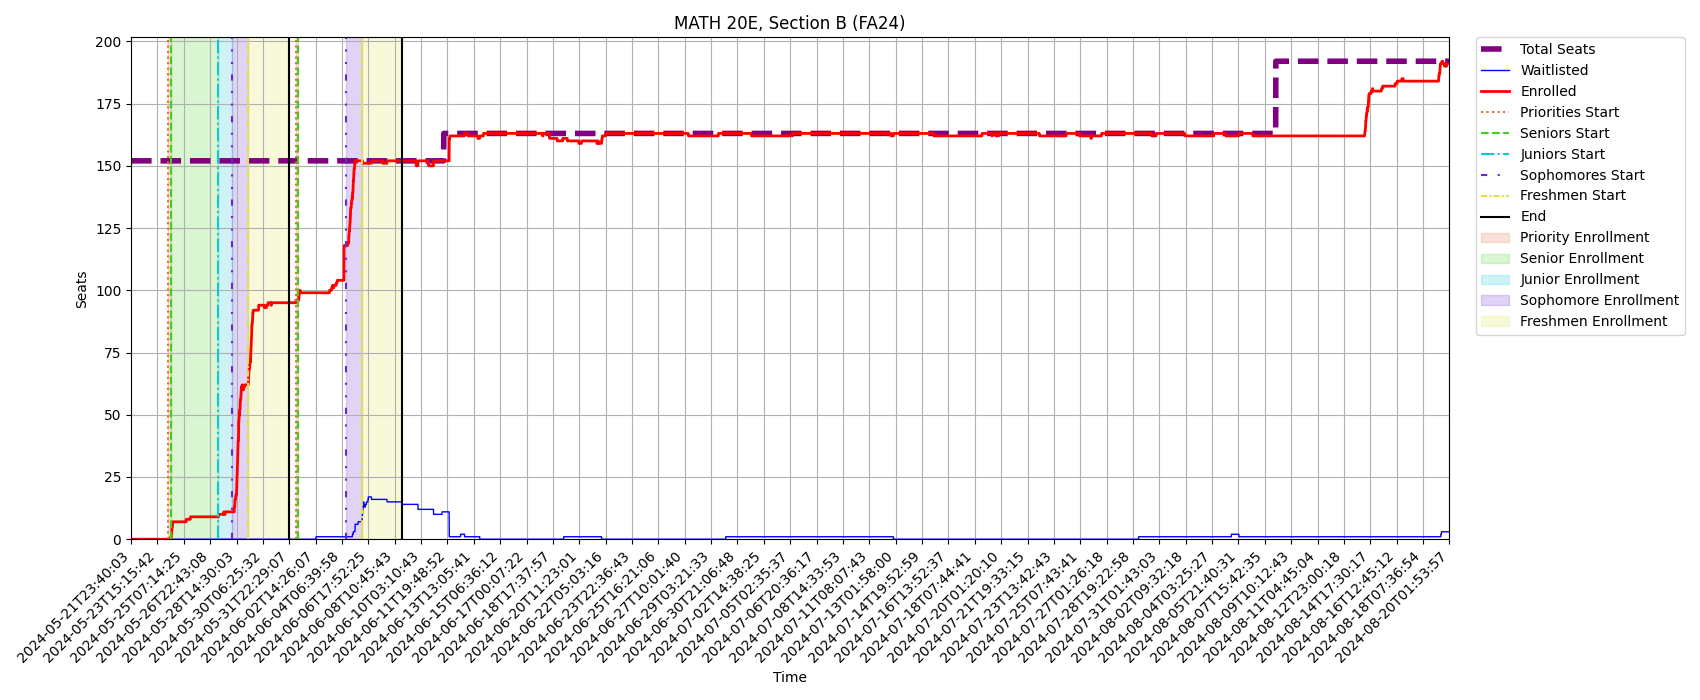 MATH 20E, Section B (FA24)
200
175
150
125
100
75
50
25
0
Seats
2024-05-21T23:40:03
2024-05-23T15:15:42
2024-05-25T07:14:25
2024-05-26T22:43:08
2024-05-28T14:30:03
2024-05-30T06:25:32
2024-05-31T22:29:07
2024-06-02T14:26:07
2024-06-04T06:39:58
2024-06-06T17:52:23
2024-06-08T10:45:43
2024-06-10T03:10:43
2024-06-11T19:48:52
2024-06-13T13:05:41
2024-06-15T06:36:12
2024-06-17T00:07:22
2024-06-18T17:37:57
2024-06-20T11:23:01
2024-06-22T05:03:16
2024-06-23T22:36:43
2024-06-25T16:21:06
2024-06-27T10:01:40
2024-06-29T03:21:33
2024-06-30T21:06:48
2024-07-02T14:38:25
2024-07-05T02:35:37
2024-07-06T20:36:17
2024-07-08T14:33:53
2024-07-11T08:07:43
2024-07-13T01:58:00
2024-07-14T19:52:59
2024-07-16T13:52:37
2024-07-18T07:44:41
2024-07-20T01:20:10
2024-07-21T19:33:15
2024-07-23T13:42:43
2024-07-25T07:43:41
2024-07-27T01:26:18
2024-07-28T19:22:58
2024-07-31T01:43:03
2024-08-02T09:32:18
2024-08-04T03:25:27
2024-08-05T21:40:31
2024-08-07T15:42:35
2024-08-09T10:12:43
2024-08-11T04:45:04
2024-08-12T23:00:18
2024-08-14T17:30:17
2024-08-16T12:45:12
2024-08-18T07:36:54
2024-08-20T01:53:57
Time
Total Seats
Waitlisted
Enrolled
Priorities Start
Seniors Start
Juniors Start
Sophomores Start
Freshmen Start
End
Priority Enrollment
Senior Enrollment
Junior Enrollment
Sophomore Enrollment
Freshmen Enrollment